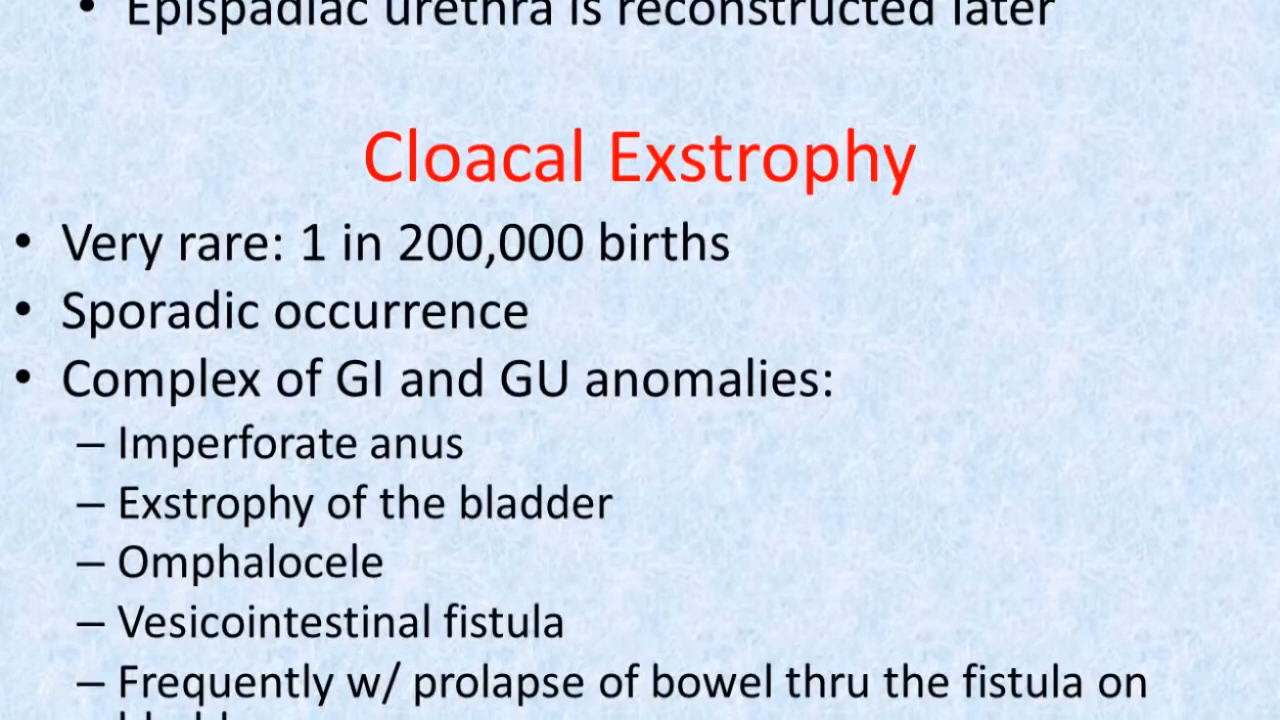 • Epispadiac urethra is reconstructed later
Cloacal Exstrophy
• Very rare: 1 in 200,000 births
• Sporadic occurrence
• Complex of GI and GU anomalies:
– Imperforate anus
– Exstrophy of the bladder
– Omphalocele
– Vesicointestinal fistula
– Frequently w/ prolapse of bowel thru the fistula on